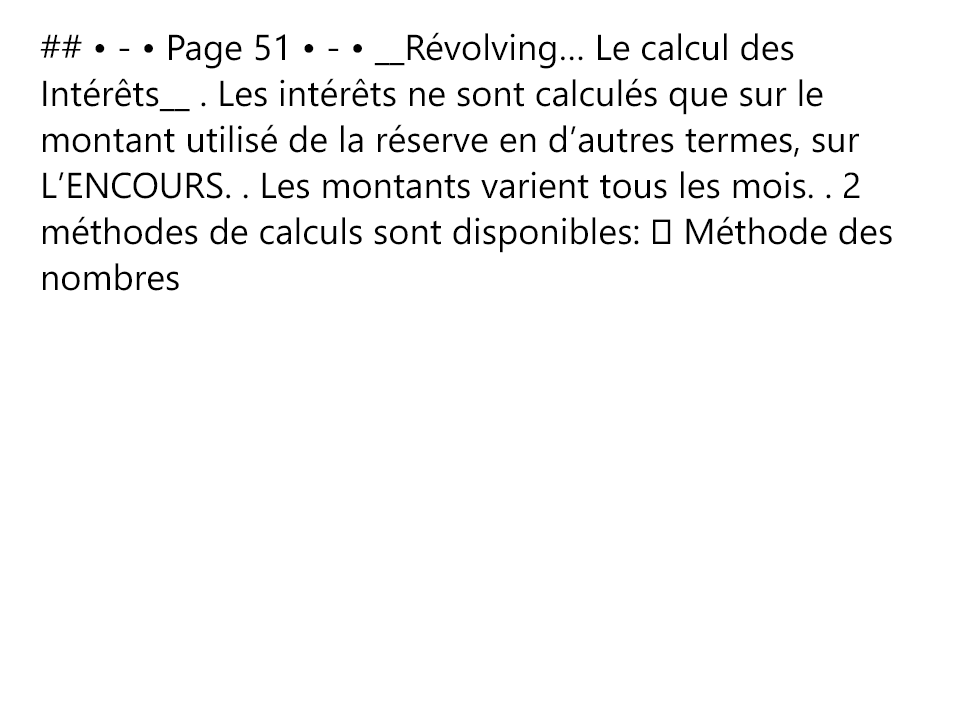 ## • - • Page 51 • - • __Révolving… Le calcul des
Intérêts__ . Les intérêts ne sont calculés que sur le
montant utilisé de la réserve en d’autres termes, sur
L’ENCOURS. . Les montants varient tous les mois. . 2
méthodes de calculs sont disponibles:  Méthode des
nombres